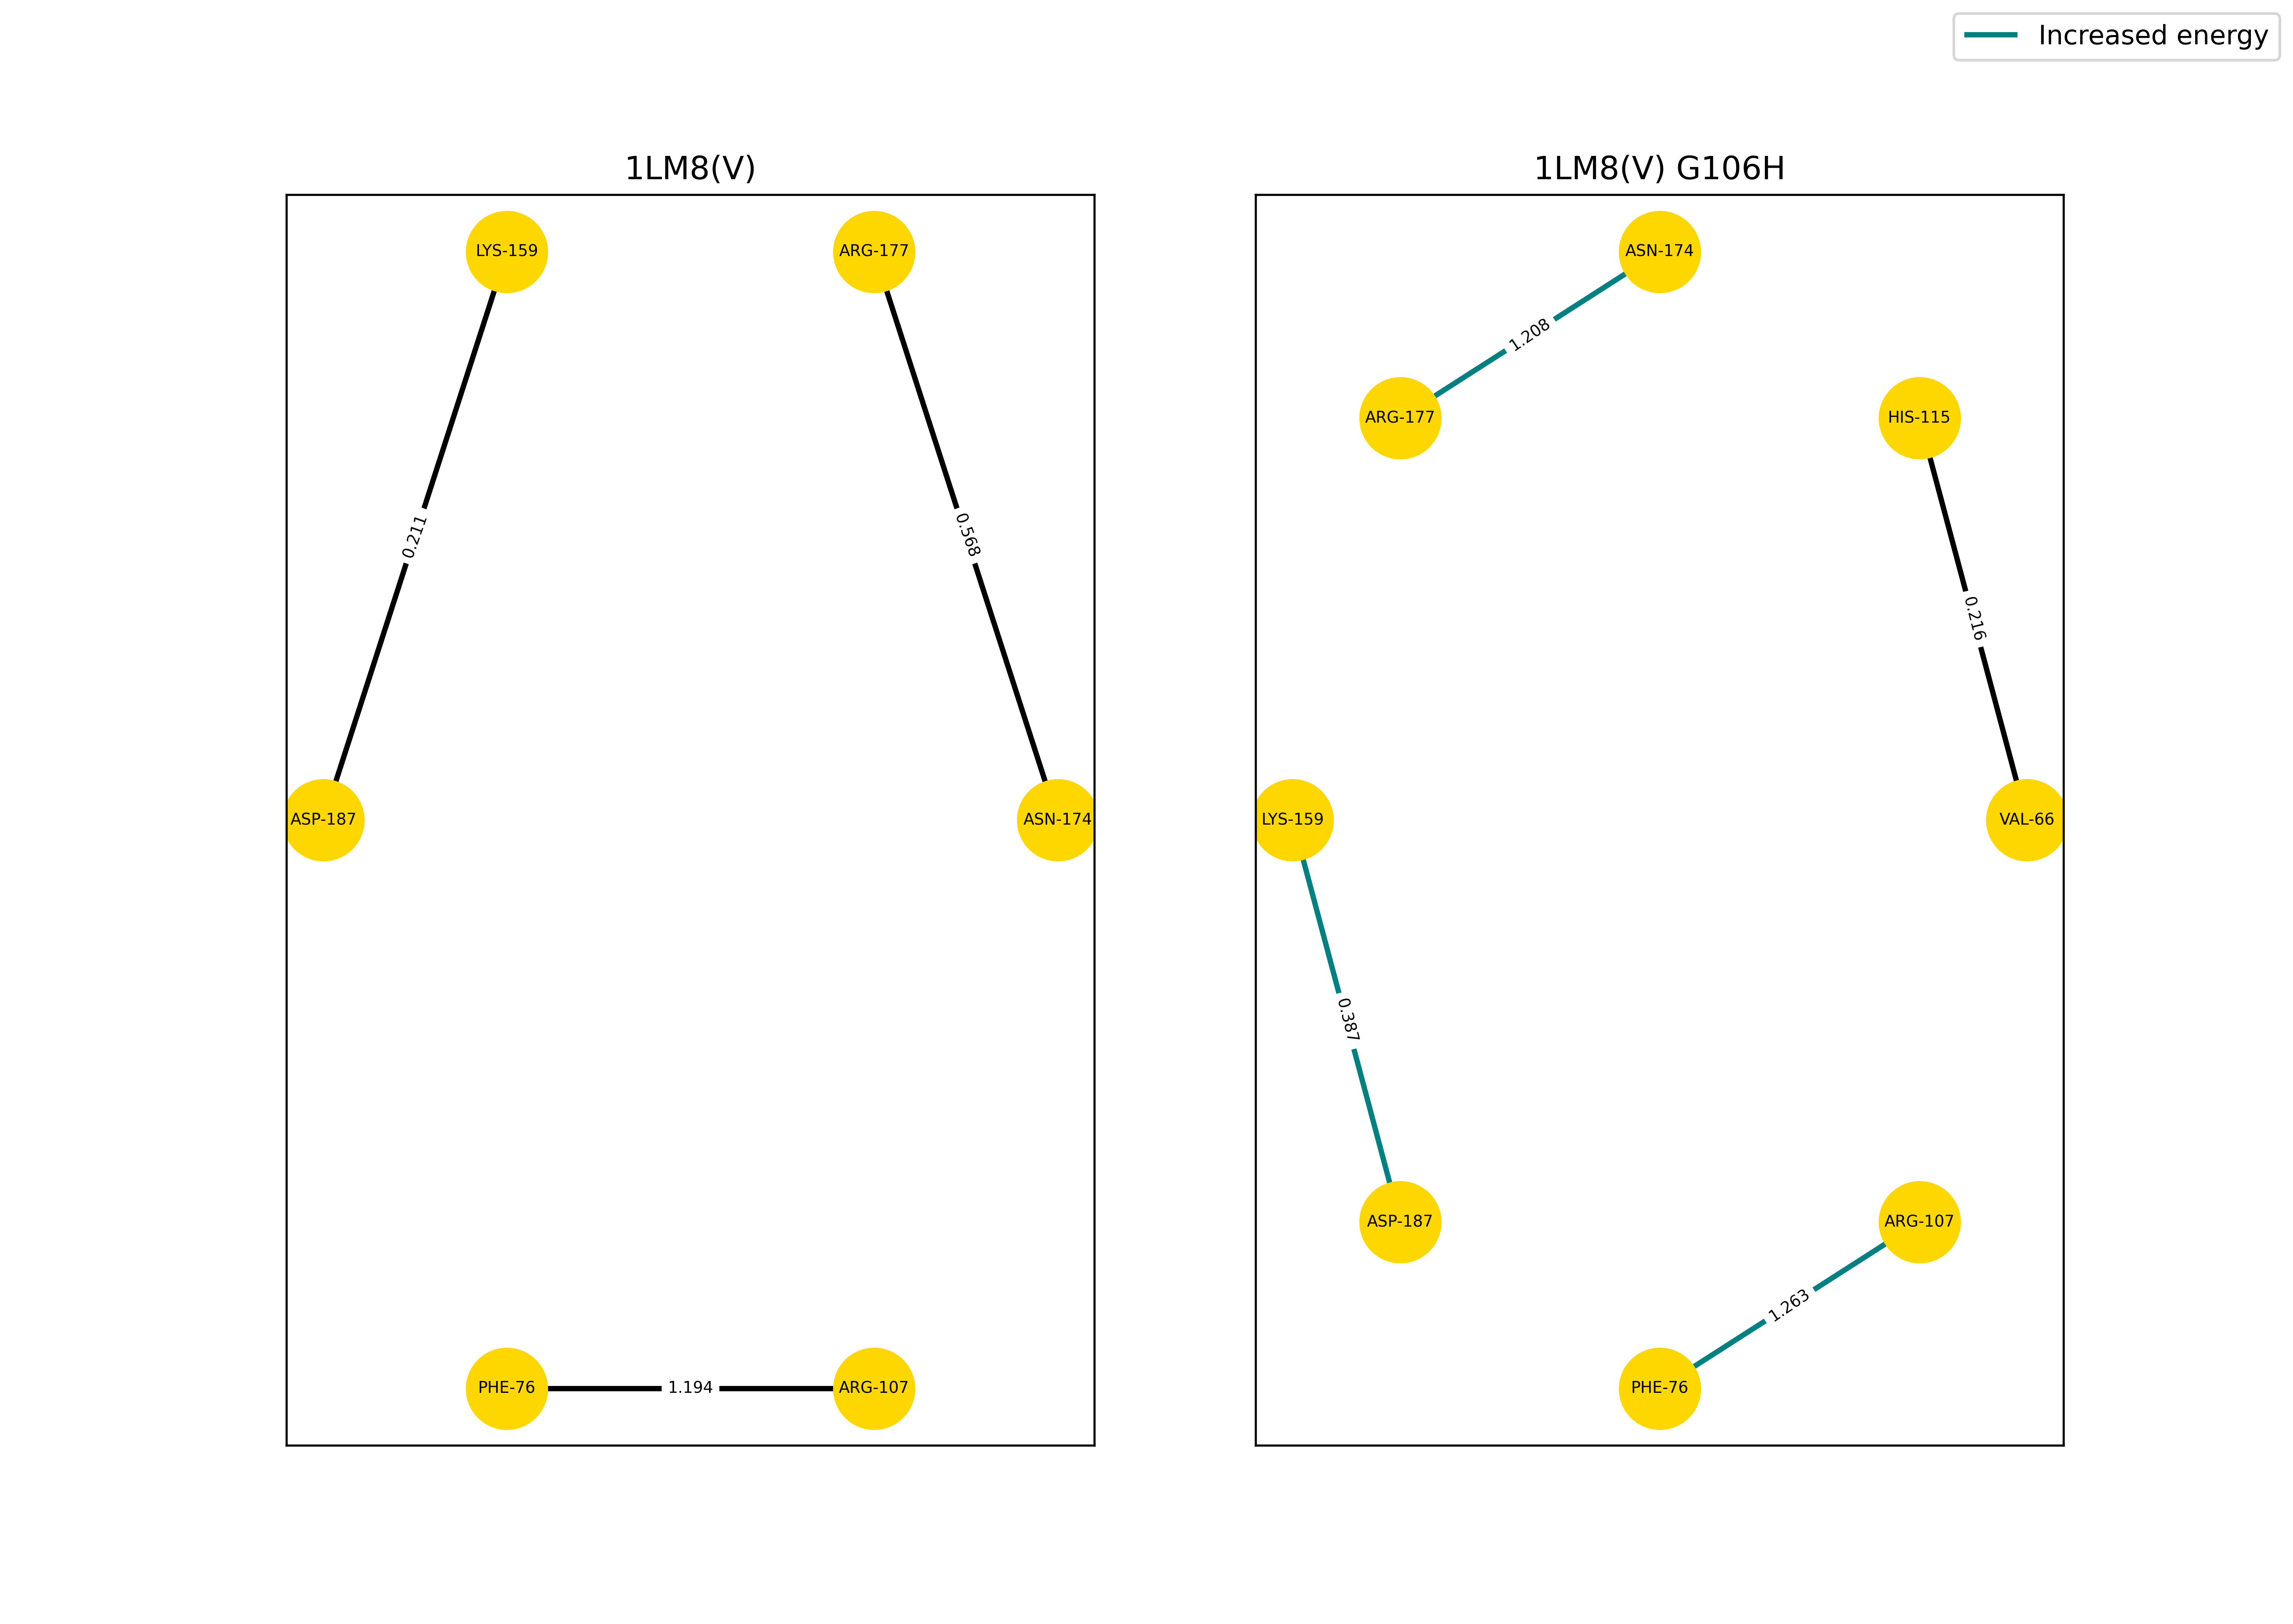 Increased energy
1LM8(V)
LYS-159
ARG-177
0.211
0.568
ASP-187
ASN-174
PHE-76
1.194
ARG-107
1LM8(V) G106H
ASN-174
1.208
ARG-177
HIS-115
0.216
LYS-159
VAL-66
0.387
ASP-187
ARG-107
1.263
PHE-76